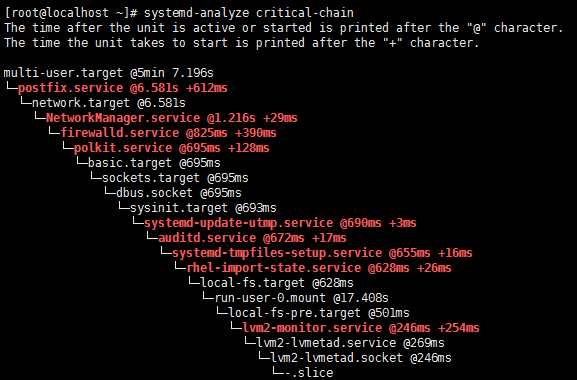 [root@localhost ~]# systemd-analyze critical-chain
The time after the unit is active or started is printed after the "@" character.
The time the unit takes to start is printed after the "+" character.

multi-user.target @5min 7.196s
└─postfix.service @6.581s +612ms
  └─network.target @6.581s
    └─NetworkManager.service @1.216s +29ms
      └─firewalld.service @825ms +390ms
        └─polkit.service @695ms +128ms
          └─basic.target @695ms
            └─sockets.target @695ms
              └─dbus.socket @695ms
                └─sysinit.target @693ms
                  └─systemd-update-utmp.service @690ms +3ms
                    └─auditd.service @672ms +17ms
                      └─systemd-tmpfiles-setup.service @655ms +16ms
                        └─rhel-import-state.service @628ms +26ms
                          └─local-fs.target @628ms
                            └─run-user-0.mount @17.408s
                              └─local-fs-pre.target @501ms
                                └─lvm2-monitor.service @246ms +254ms
                                  └─lvm2-lvmetad.service @269ms
                                    └─lvm2-lvmetad.socket @246ms
                                      └─-.slice